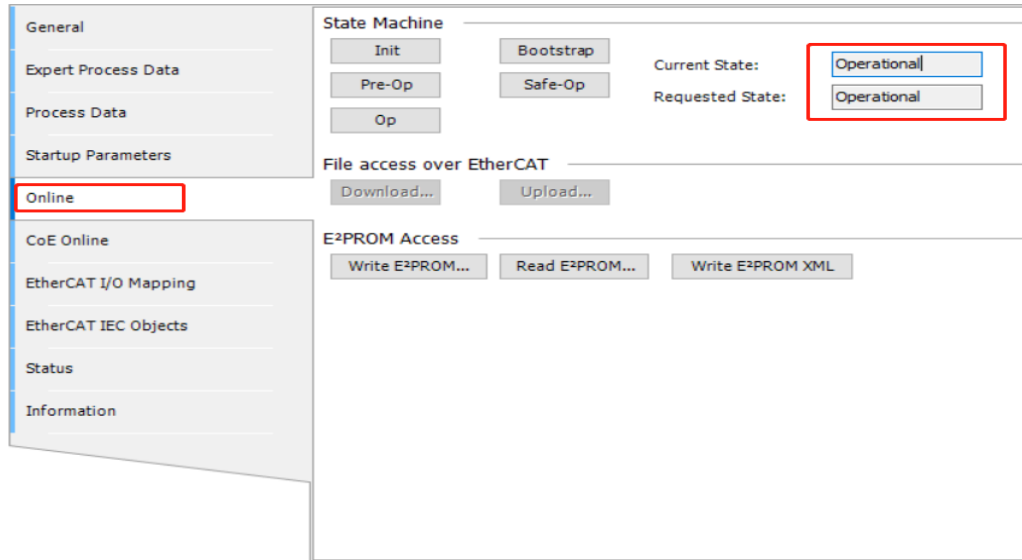 General
Expert Process Data
Process Data
Startup Parameters
Online
CoE Online
EtherCAT I/O Mapping
EtherCAT IEC Objects
Status
Information
State Machine
Init
Bootstrap
Pre-Op
Safe-Op
Op
Current State: Operational
Requested State: Operational
File access over EtherCAT
Download...
Upload...
E²PROM Access
Write E²PROM...
Read E²PROM...
Write E²PROM XML